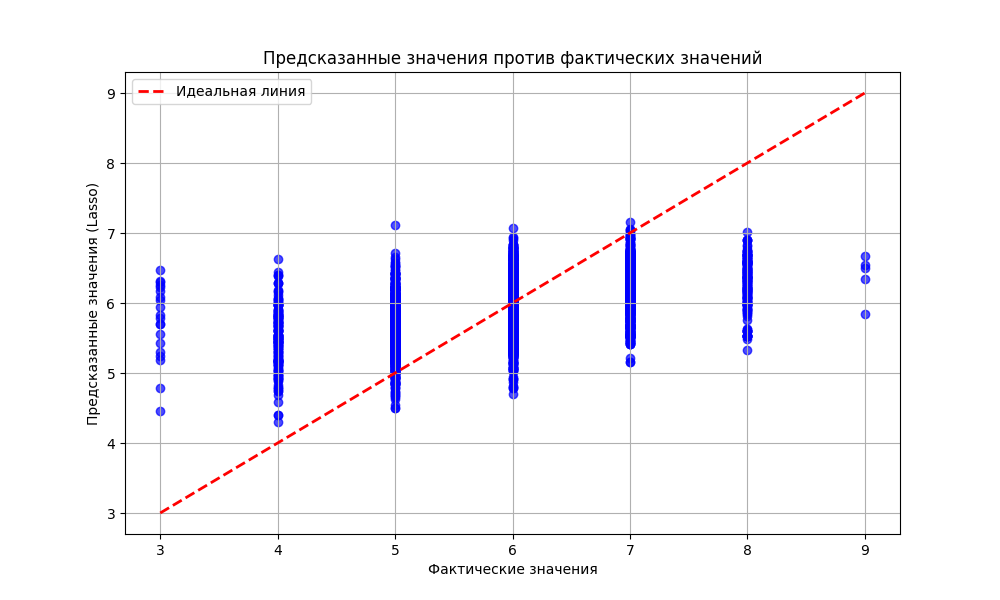 Предсказанные значения против фактических значений
Идеальная линия
Предсказанные значения (Lasso)
9
8
7
6
5
4
3
3 4 5 6 7 8 9
Фактические значения